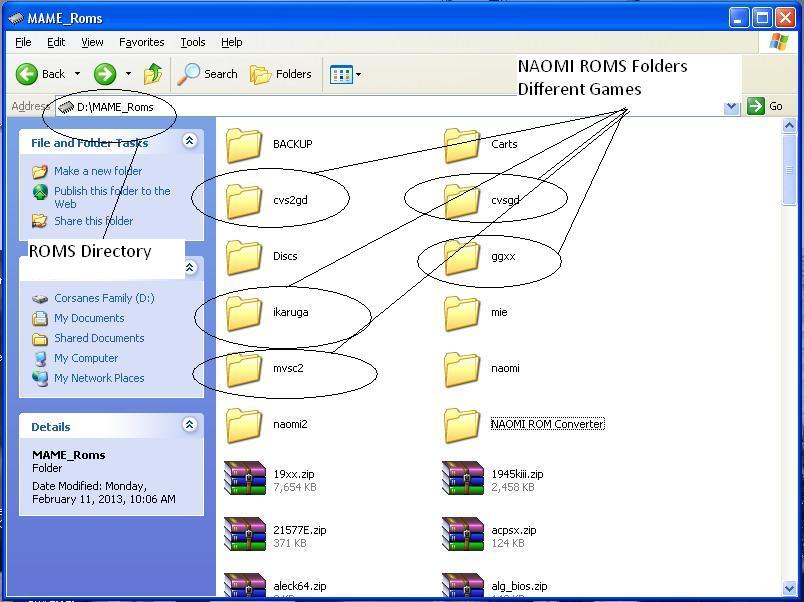 MAME_Roms
File Edit View Favorites Tools Help
Back Search Folders
NAOMI ROMS Folders
Different Games
Address D:\MAME_Roms Go
File and Folder Tasks
Make a new folder
Publish this folder to the
Web
Share this folder
ROMS Directory
Corsanes Family (D:)
My Documents
Shared Documents
My Computer
My Network Places
Details
MAME_Roms
Folder
Date Modified: Monday,
February 11, 2013, 10:06 AM
BACKUP Carts
cvs2gd cvsgd
Discs ggxx
ikaruga mie
mvsc2 naomi
naomi2 NAOMI ROM Converter
19xx.zip 1945kiii.zip
7,654 KB 2,458 KB
21577E.zip acpsx.zip
371 KB 124 KB
aleck64.zip alg_bios.zip